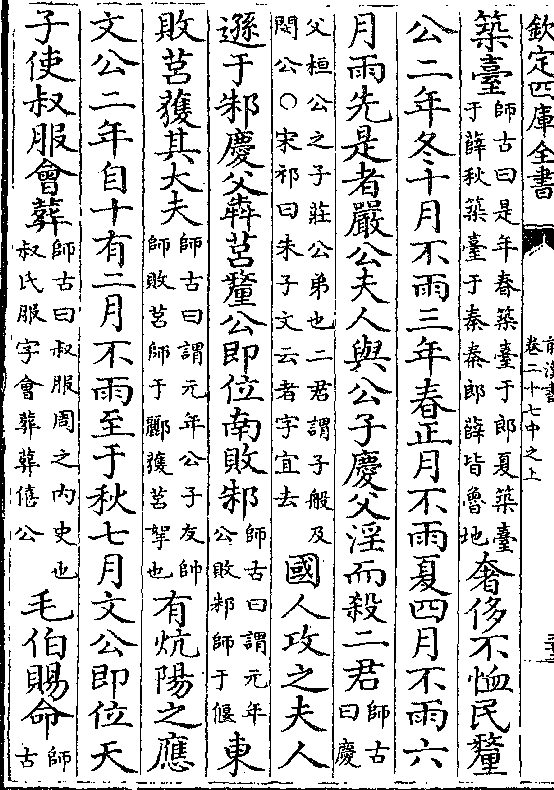 欽定四庫全書
前漢書
卷二十七中之上
築臺
師古曰是年春築臺于郎夏築臺
于薛秋築臺于秦秦郎薛皆魯地
奢侈不恤民釐
公二年冬十月不雨三年春正月不雨夏四月不雨六
月雨先是者嚴公夫人與公子慶父淫而殺二君
師古
曰慶
父桓公之子莊公弟也二君謂子般及
閔公○宋祁曰朱子文云者字宜去
國人攻之夫人
遜于邾慶父犇莒釐公即位南敗邾
師古曰謂元年
公敗邾師于偃
東
敗莒獲其大夫
師古曰謂元年公子友帥
師敗莒師于酈獲莒挐也
有炕陽之應
文公二年自十有二月不雨至于秋七月文公即位天
子使叔服會葬
師古曰叔服周之内史也
叔氏服字會葬葬僖公
毛伯賜命
師
古